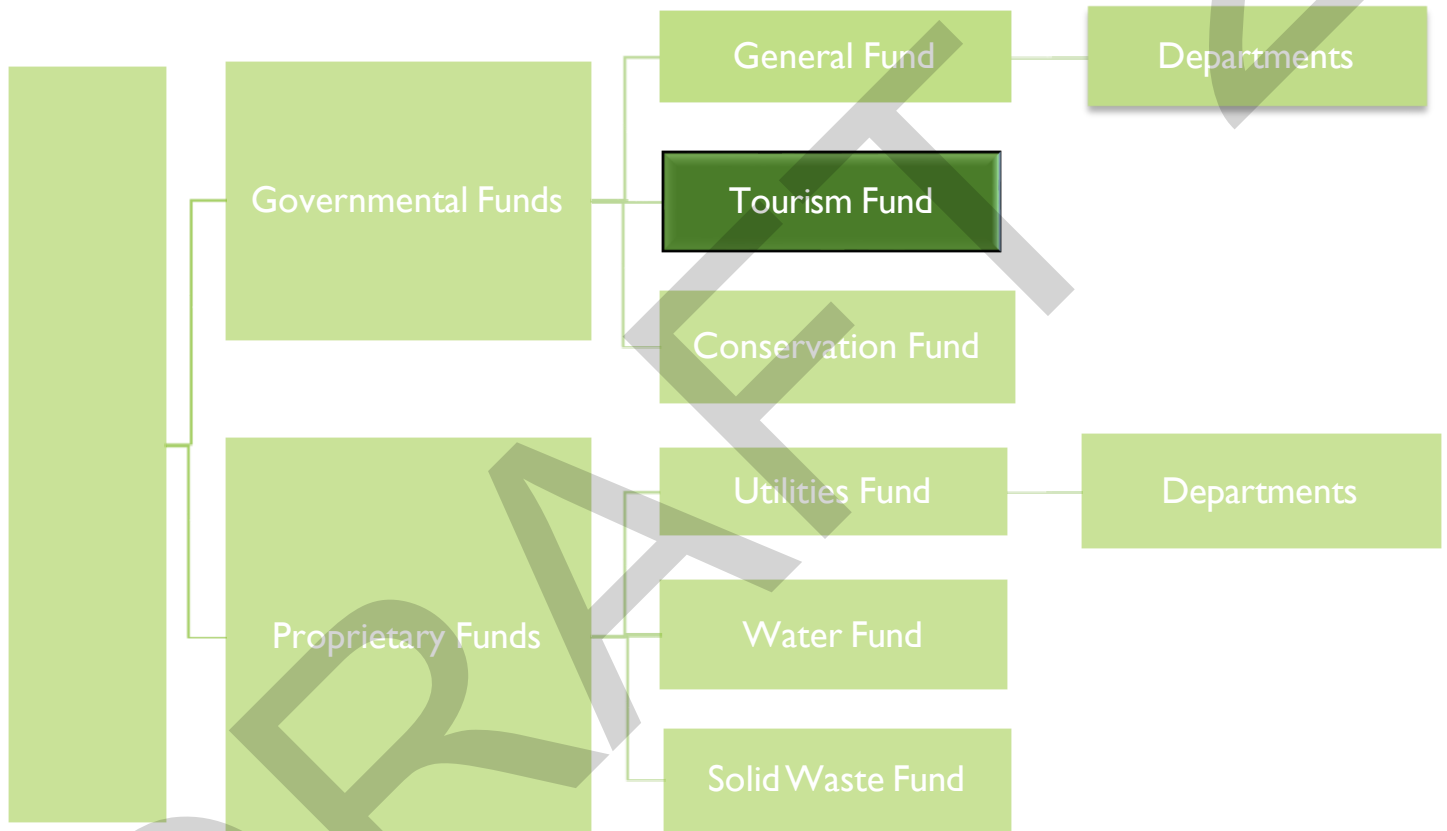 General Fund
Departments
Governmental Funds
Tourism Fund
Conservation Fund
Utilities Fund
Departments
Proprietary Funds
Water Fund
Solid Waste Fund
DRAFT